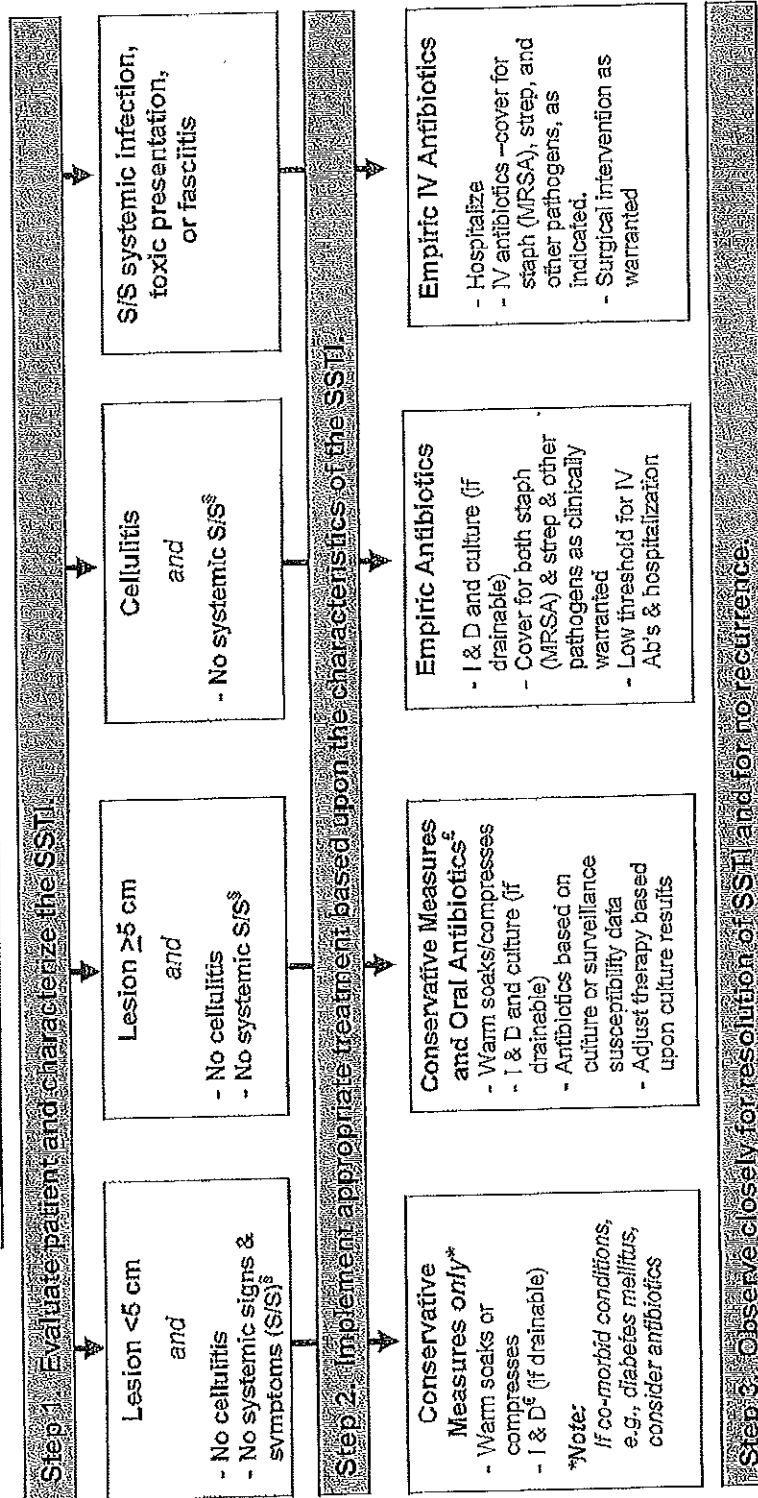 Step 1. Evaluate patient and characterize the SSTI.
Lesion <5 cm
and
- No cellulitis
- No systemic signs &
symptoms (S/S)§
Lesion ≥5 cm
and
- No cellulitis
- No systemic S/S§
Cellulitis
and
- No systemic S/S§
S/S systemic infection,
toxic presentation,
or fasciitis
Step 2. Implement appropriate treatment based upon the characteristics of the SSTI.
Conservative
Measures only*
- Warm soaks or
compresses
- I & D£ (if drainable)
*Note:
If co-morbid conditions,
e.g., diabetes mellitus,
consider antibiotics
Conservative Measures
and Oral Antibiotics£
- Warm soaks/compresses
- I & D and culture (if
drainable)
- Antibiotics based on
culture or surveillance
susceptibility data
- Adjust therapy based
upon culture results
Empiric Antibiotics
- I & D and culture (if
drainable)
- Cover for both staph
(MRSA) & strep & other
pathogens as clinically
warranted
- Low threshold for IV
Ab's & hospitalization
Empiric IV Antibiotics
- Hospitalize
- IV antibiotics –cover for
staph (MRSA), strep, and
other pathogens, as
indicated.
- Surgical intervention as
warranted
Step 3. Observe closely for resolution of SSTI and for no recurrence.